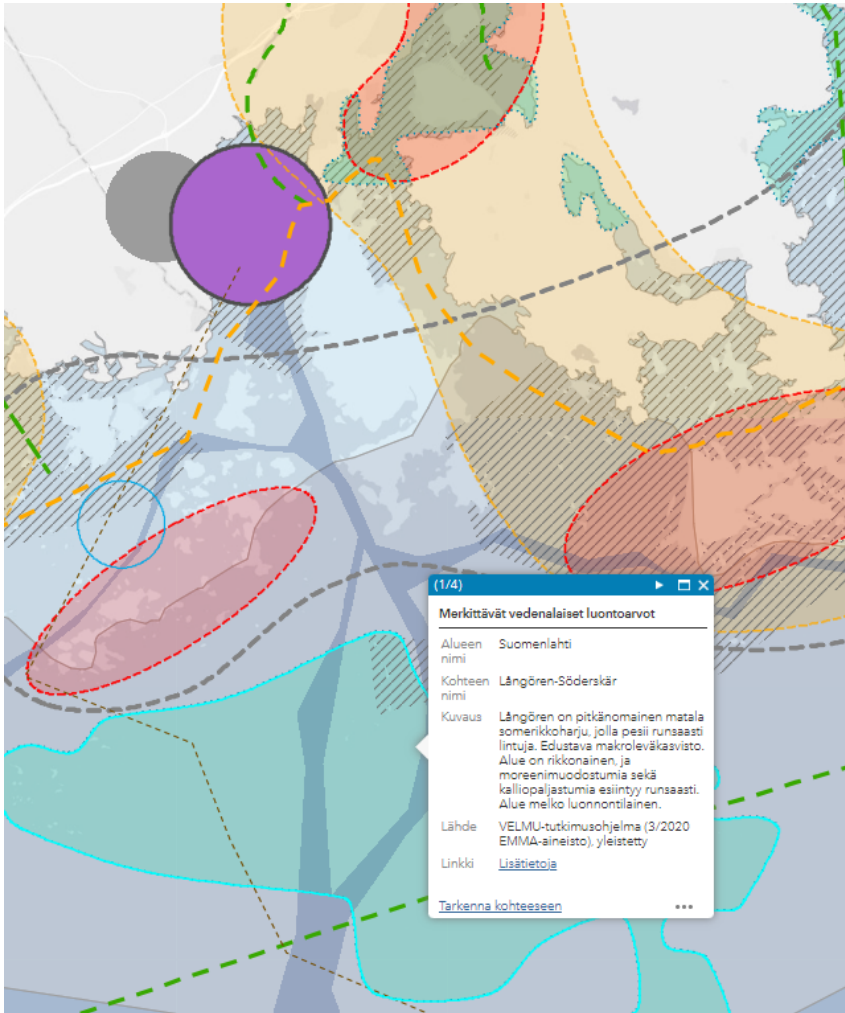 (1/4)
Merkittävät vedenalaiset luontoarvot
Alueen nimi Suomenlahti
Kohteen nimi Långören-Söderskär
Kuvaus Långören on pitkänomainen matala
somerikkoharju, jolla pesii runsaasti
lintuja. Edustava makroleväkasvisto.
Alue on rikkonainen, ja
moreenimuodostumia sekä
kalliopaljastumia esiintyy runsaasti.
Alue melko luonnontilainen.
Lähde VELMU-tutkimusohjelma (3/2020
EMMA-aineisto), yleistetty
Linkki Lisätietoja
Tarkenna kohteeseen